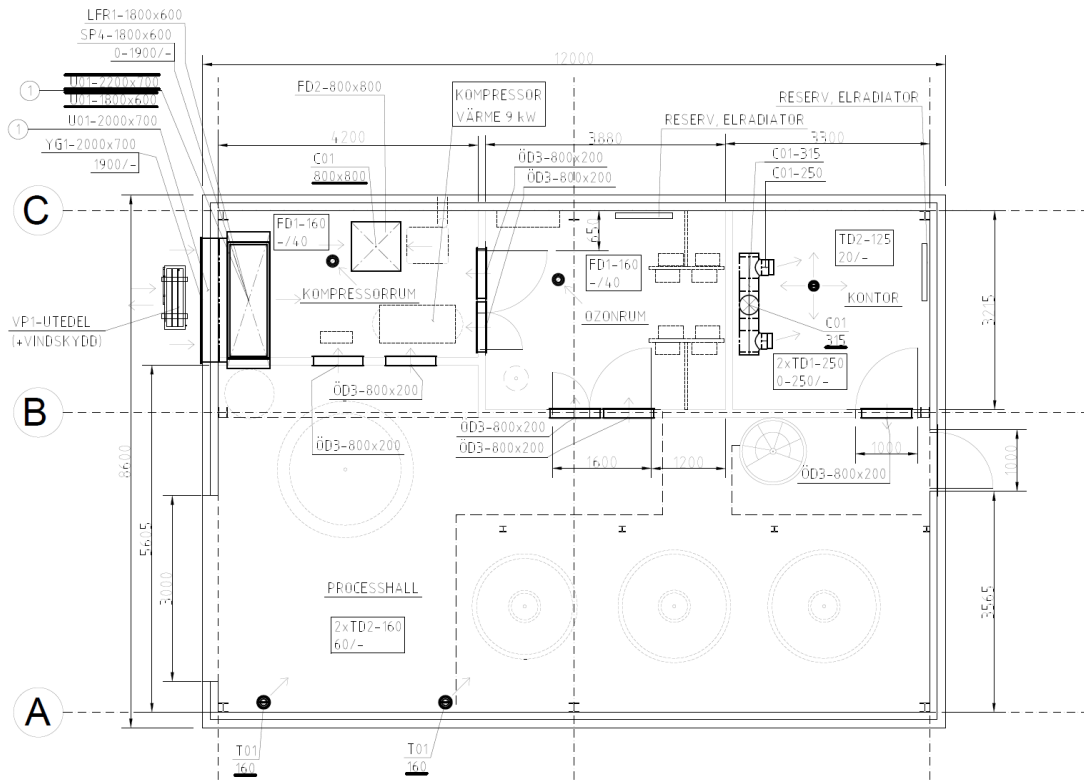 LFR1-1800x600
SP4-1800x600
0-1900/-
U01-2200x700
U01-1800x600
1
1
U01-2000x700
YG1-2000x700
1900/-
12000
FD2-800x800
KOMPRESSOR
VÄRME 9 kW
RESERV, ELRADIATOR
RESERV, ELRADIATOR
4200
3880
3300
C01
800x800
ÖD3-800x200
ÖD3-800x200
C01-315
C01-250
C
FD1-160
-/40
650
FD1-160
-/40
TD2-125
20/-
KOMPRESSORRUM
OZONRUM
KONTOR
3215
VP1-UTEDEL
(+VINDSKYDD)
C01
315
2xTD1-250
0-250/-
ÖD3-800x200
B
ÖD3-800x200
ÖD3-800x200
ÖD3-800x200
1600
1200
1000
1000
ÖD3-800x200
8600
5605
3000
3565
PROCESSHALL
2xTD2-160
60/-
A
T01
160
T01
160